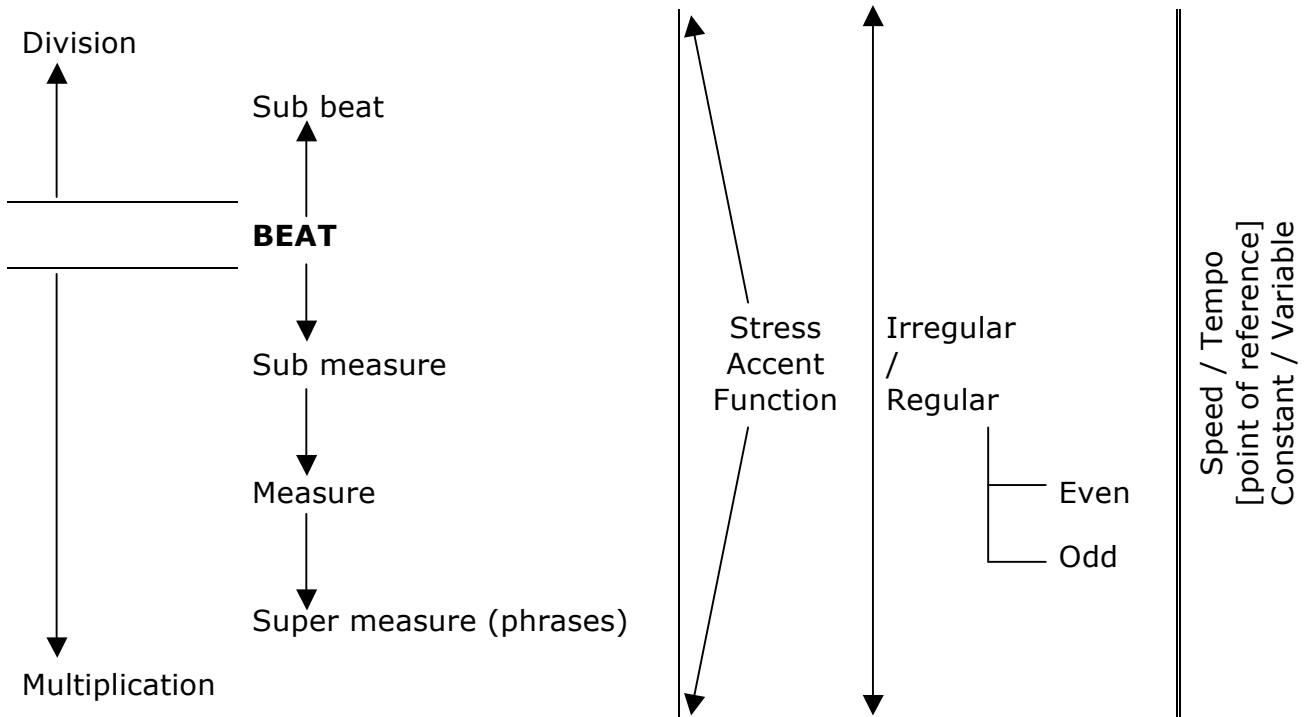 Division
Sub beat
BEAT
Sub measure
Measure
Super measure (phrases)
Multiplication
Stress
Accent
Function
Irregular
/
Regular
Even
Odd
Speed / Tempo
[point of reference]
Constant / Variable